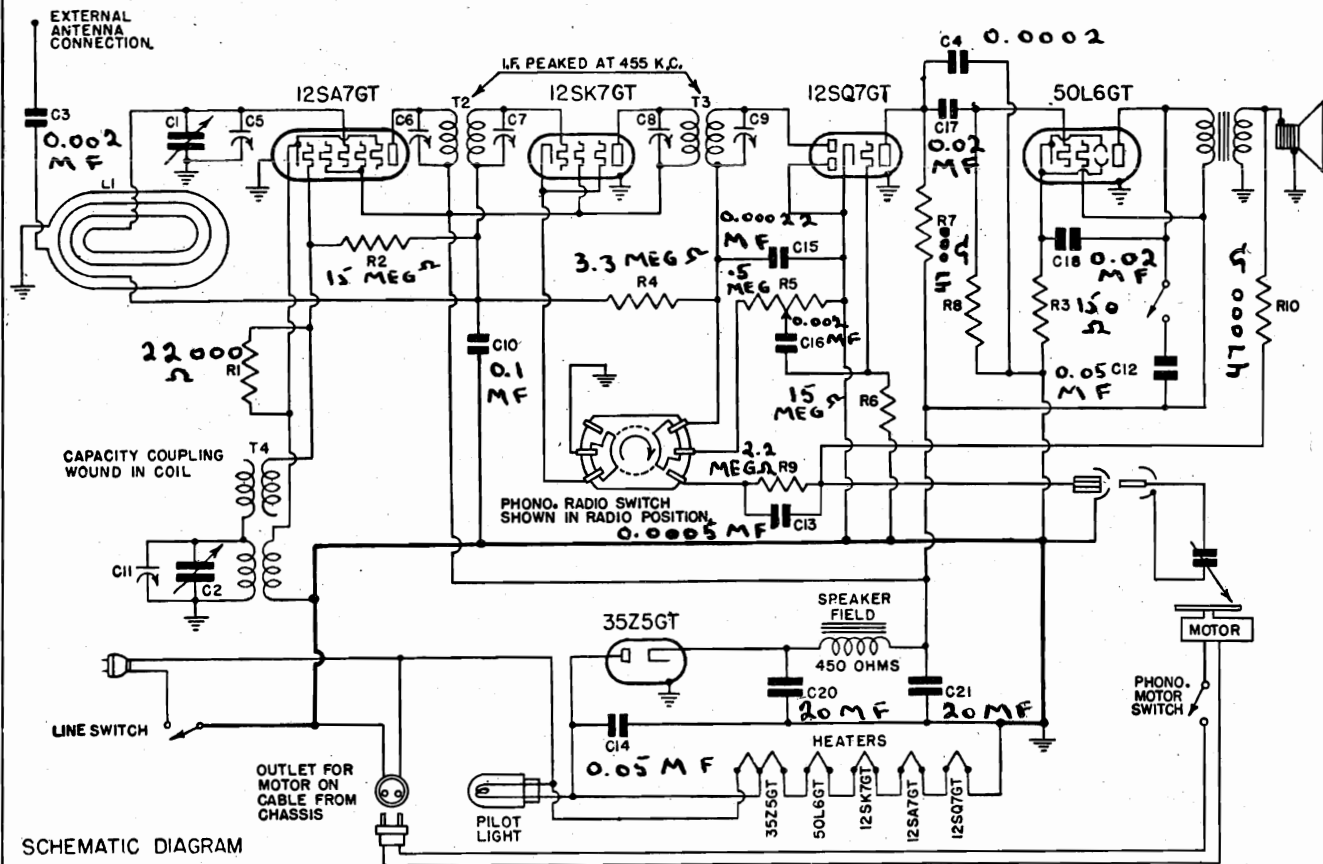 EXTERNAL
ANTENNA
CONNECTION.
C3
0.002
MF
L1
C1
C5
12SA7GT
I.F. PEAKED AT 455 K.C.
C6
T2
C7
12SK7GT
C8
T3
C9
12SQ7GT
C4
0.0002
C17
0.02
MF
50L6GT
R2
15 MEG Ω
3.3 MEG Ω
R4
0.00022
MF
C15
.5
MEG
R5
0.002
MF
C16
R7
47000
Ω
R8
C18
0.02
MF
R3
150
Ω
0.05
MF
C12
47000 Ω
R10
22000
Ω
R1
C10
0.1
MF
15
MEG Ω
R6
CAPACITY COUPLING
WOUND IN COIL
T4
2.2
MEG Ω
R9
PHONO. RADIO SWITCH
SHOWN IN RADIO POSITION
C13
0.0005 MF
C11
C2
35Z5GT
SPEAKER
FIELD
450 OHMS
MOTOR
LINE SWITCH
C20
20 MF
C21
20 MF
PHONO.
MOTOR
SWITCH
C14
0.05 MF
HEATERS
OUTLET FOR
MOTOR ON
CABLE FROM
CHASSIS
PILOT
LIGHT
35Z5GT
50L6GT
12SK7GT
12SA7GT
12SQ7GT
SCHEMATIC DIAGRAM